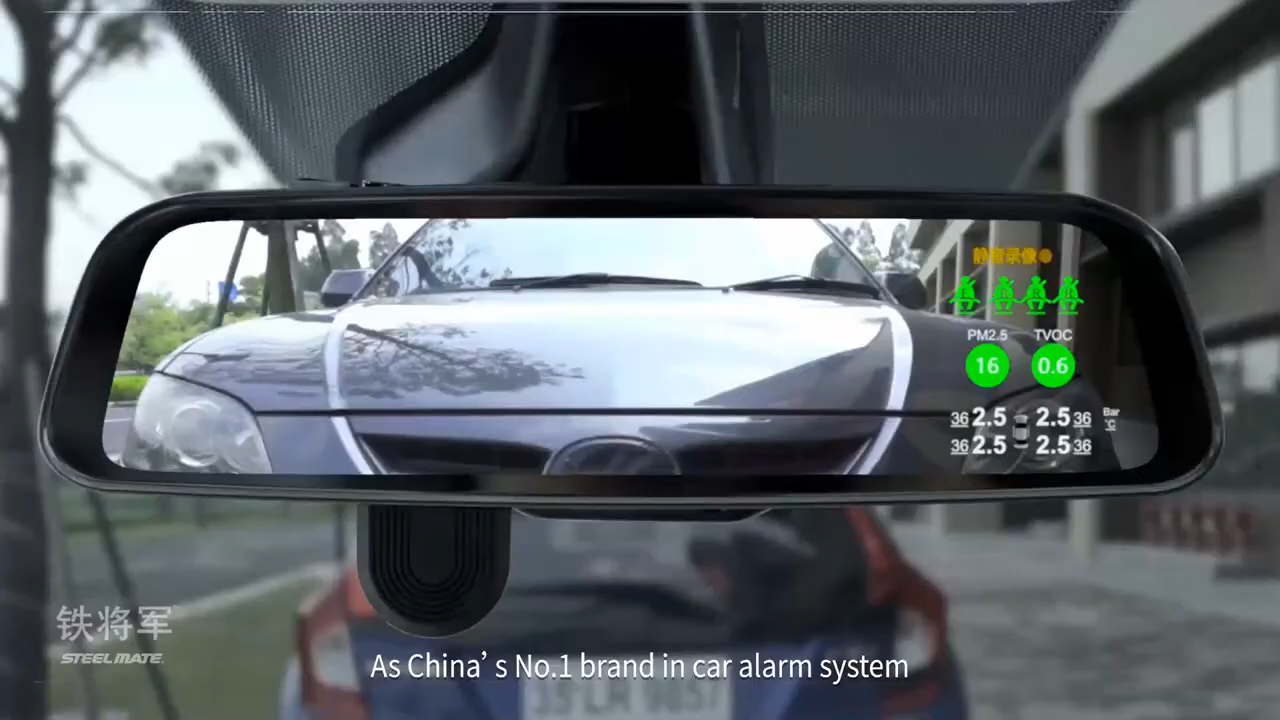 静音录像
PM2.5 TVOC
16 0.6
36 2.5 2.5 36 Bar
°C
36 2.5 2.5 36
铁将军
STEELMATE
As China’s No.1 brand in car alarm system